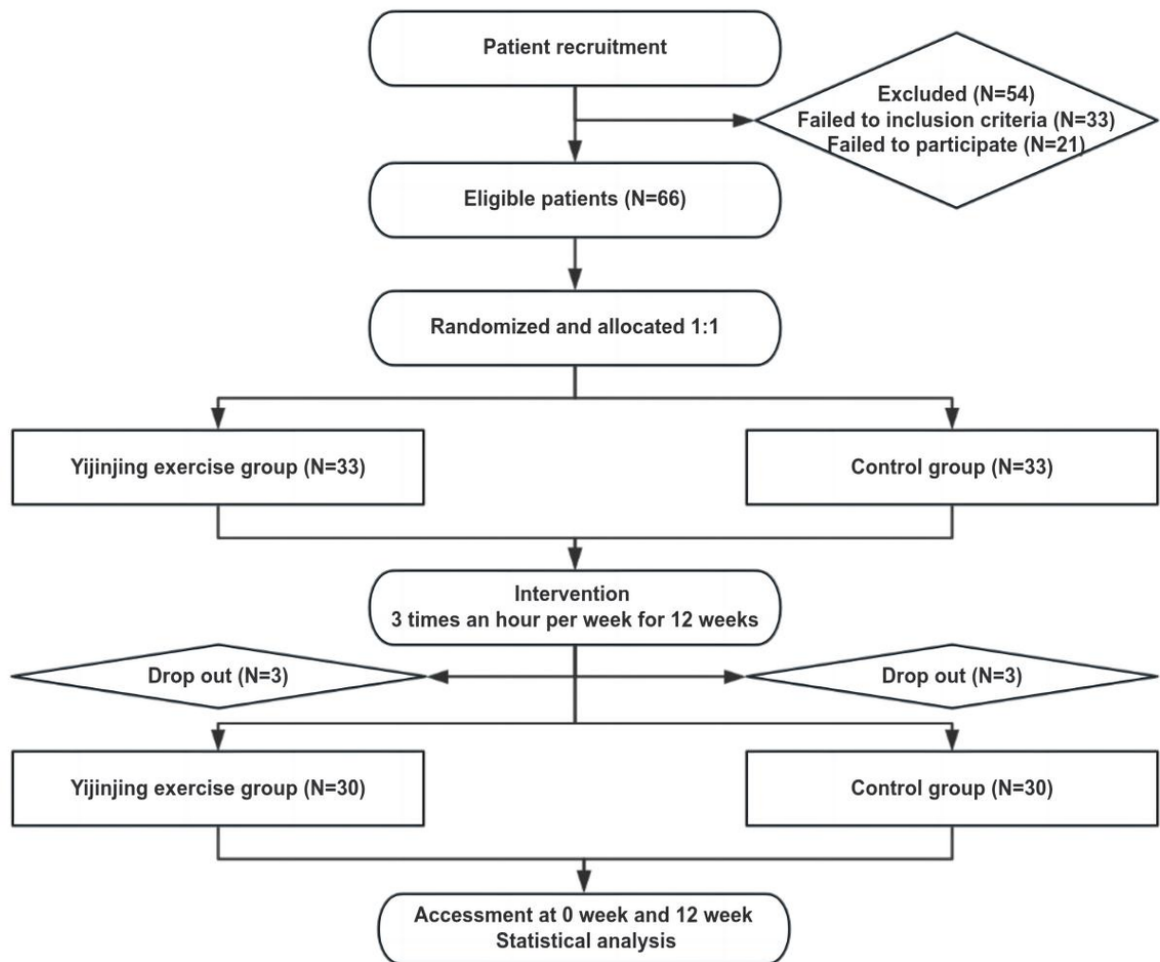 Patient recruitment
Excluded (N=54)
Failed to inclusion criteria (N=33)
Failed to participate (N=21)
Eligible patients (N=66)
Randomized and allocated 1:1
Yijinjing exercise group (N=33)
Control group (N=33)
Intervention
3 times an hour per week for 12 weeks
Drop out (N=3)
Drop out (N=3)
Yijinjing exercise group (N=30)
Control group (N=30)
Accessment at 0 week and 12 week
Statistical analysis